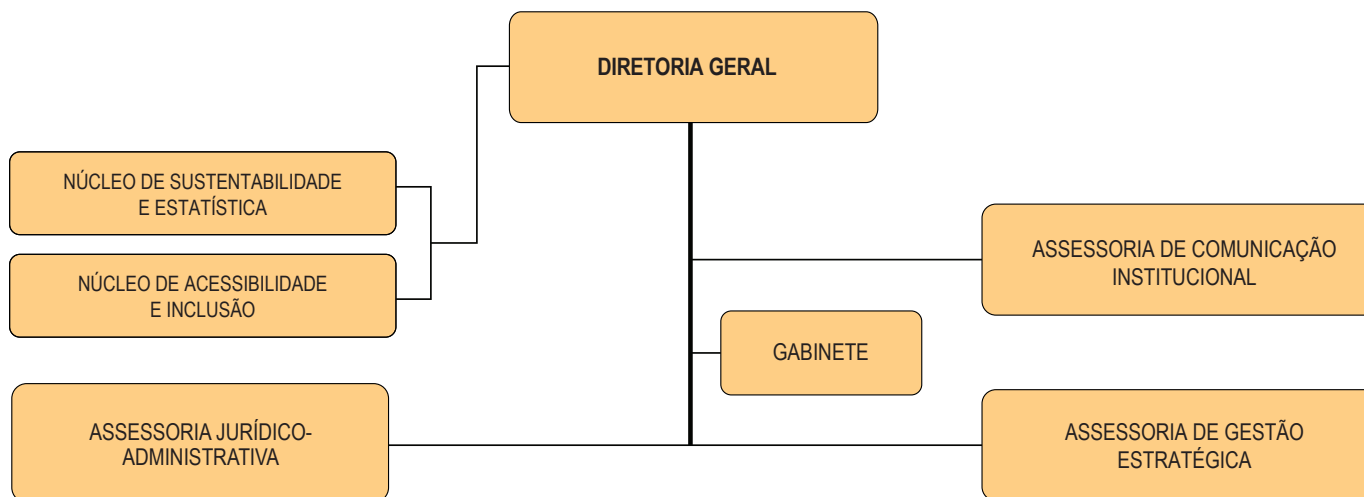 DIRETORIA GERAL
NÚCLEO DE SUSTENTABILIDADE
E ESTATÍSTICA
NÚCLEO DE ACESSIBILIDADE
E INCLUSÃO
ASSESSORIA DE COMUNICAÇÃO
INSTITUCIONAL
GABINETE
ASSESSORIA JURÍDICO-
ADMINISTRATIVA
ASSESSORIA DE GESTÃO
ESTRATÉGICA